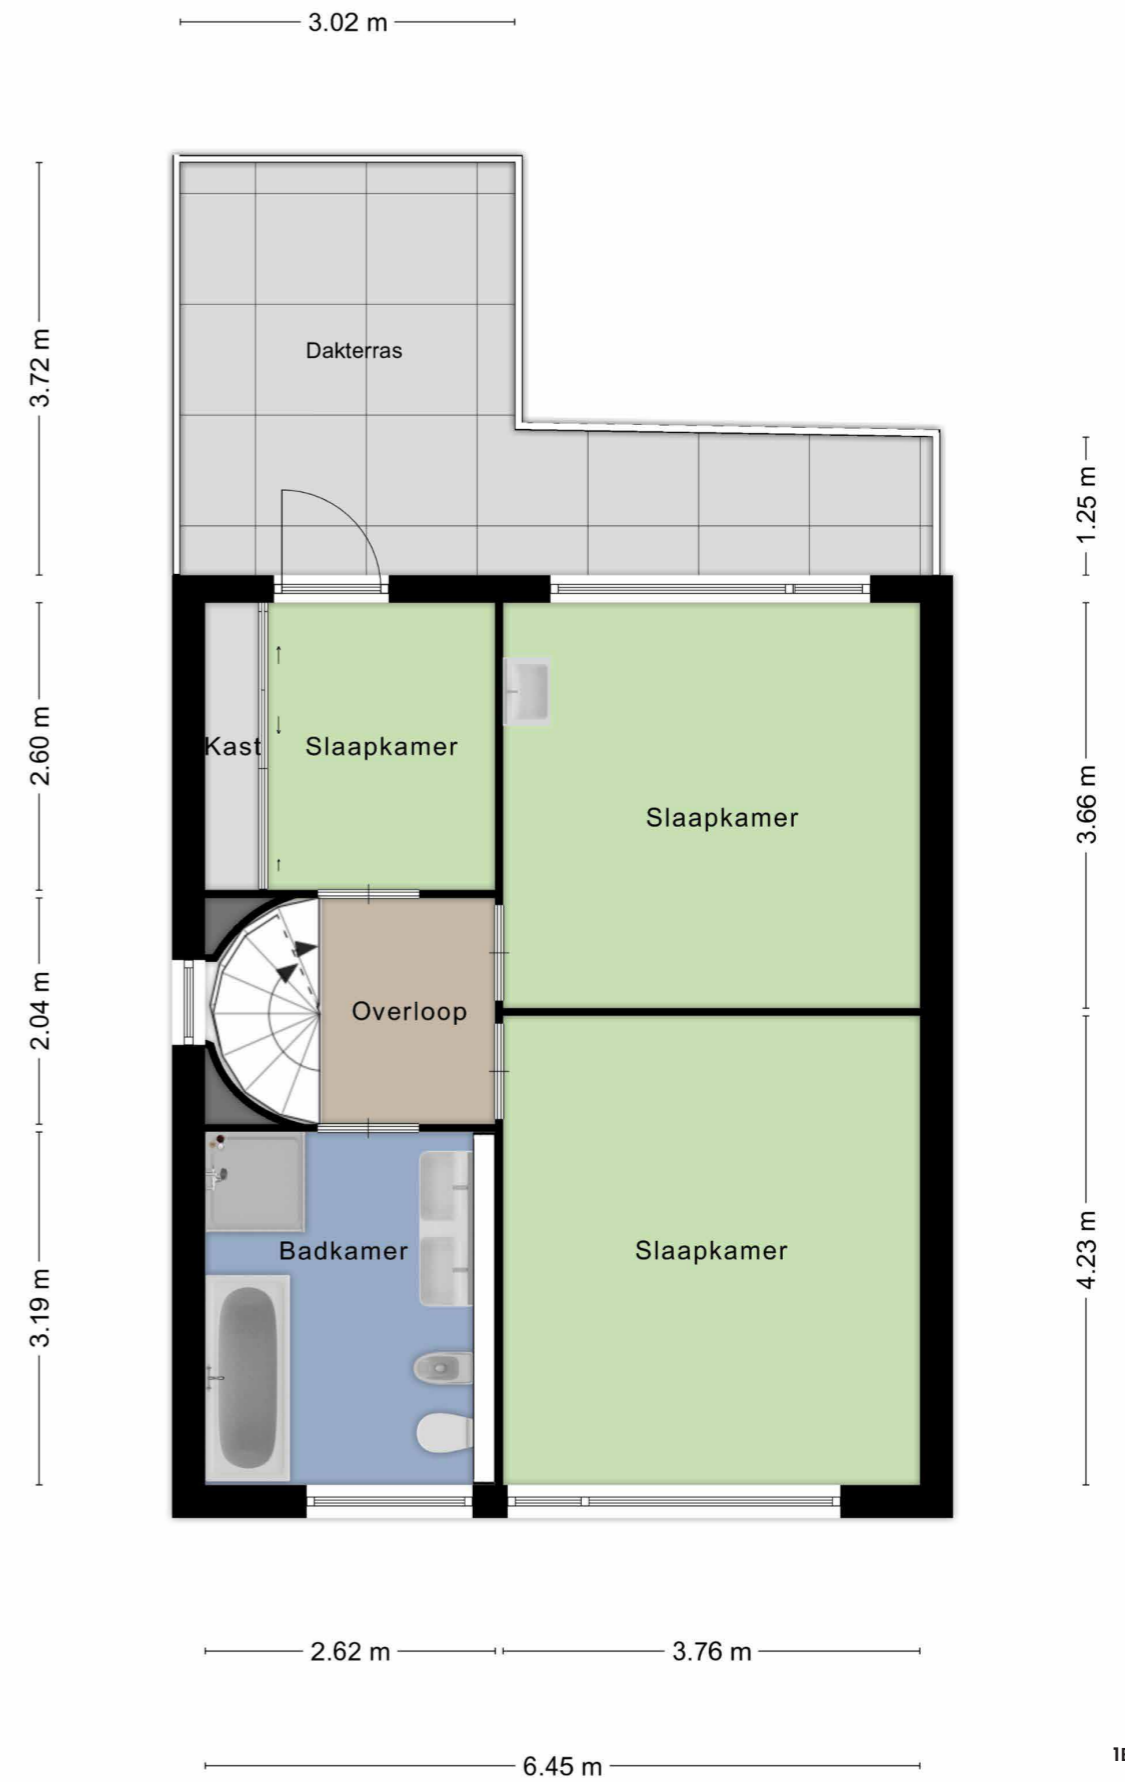 3.02 m
3.72 m
Dakterras
1.25 m
2.60 m
Kast
Slaapkamer
Slaapkamer
3.66 m
2.04 m
Overloop
3.19 m
Badkamer
Slaapkamer
4.23 m
2.62 m
3.76 m
6.45 m